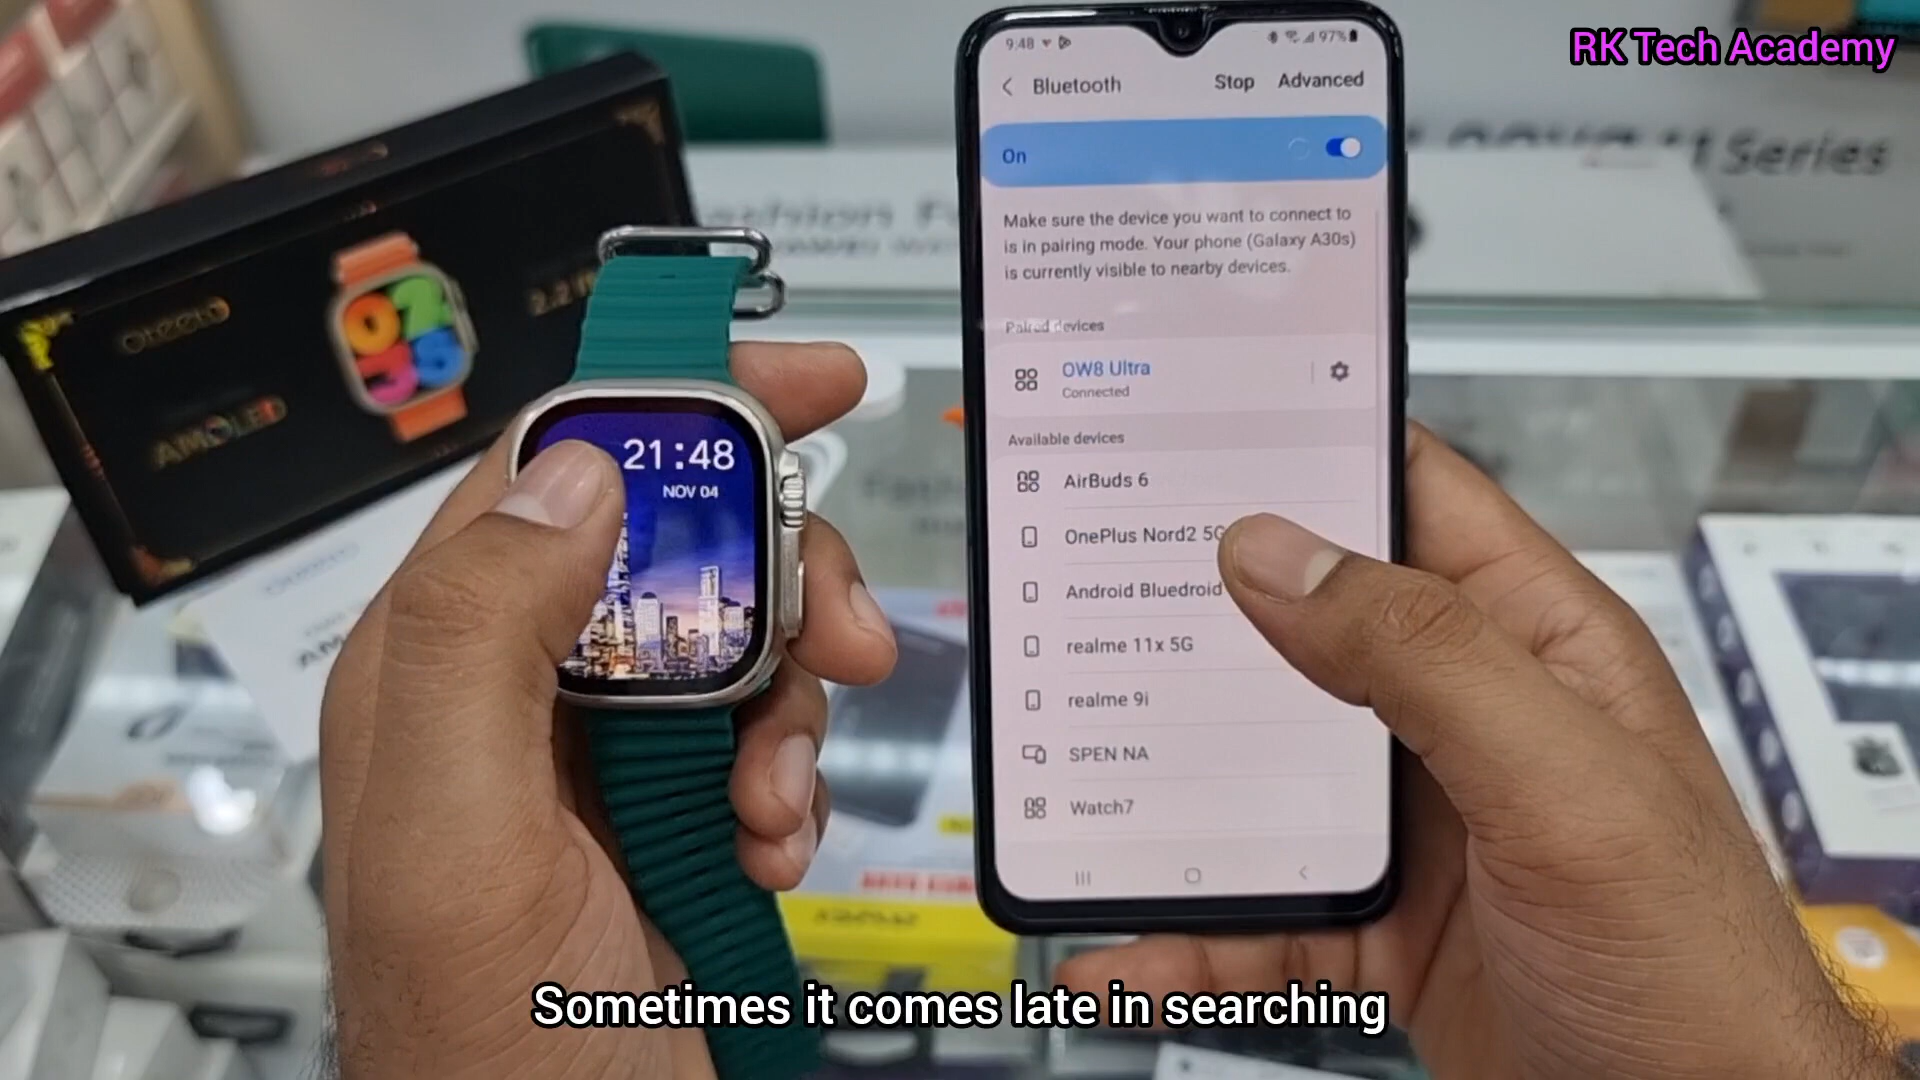 RK Tech Academy
9:48
97%
Bluetooth
Stop
Advanced
On
Make sure the device you want to connect to
is in pairing mode. Your phone (Galaxy A30s)
is currently visible to nearby devices.
Paired devices
OW8 Ultra
Connected
Available devices
AirBuds 6
OnePlus Nord2 5G
Android Bluedroid
realme 11x 5G
realme 9i
SPEN NA
Watch7
21:48
NOV 04
AMOLED
2.2
Series
Sometimes it comes late in searching